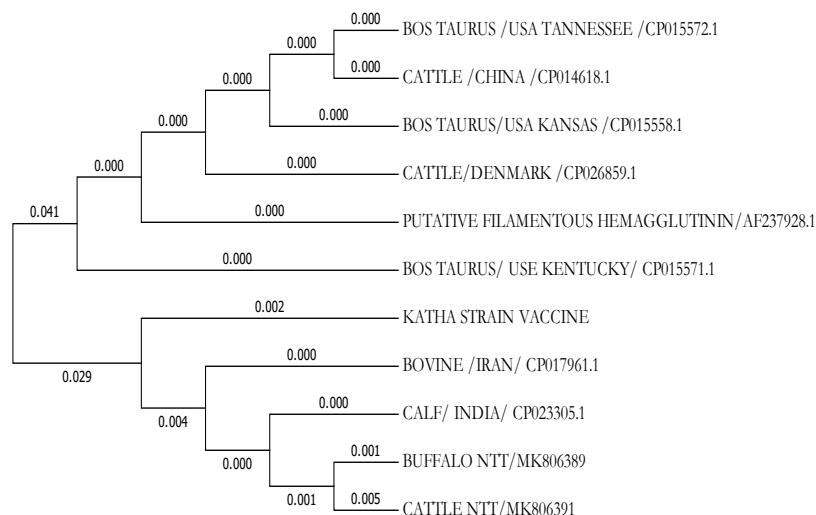 0.000
BOS TAURUS /USA TANNESSEE /CP015572.1
0.000
0.000
CATTLE /CHINA /CP014618.1
0.000
0.000
BOS TAURUS/USA KANSAS /CP015558.1
0.000
0.000
CATTLE/DENMARK /CP026859.1
0.000
0.000
PUTATIVE FILAMENTOUS HEMAGGLUTININ/AF237928.1
0.041
0.000
BOS TAURUS/ USE KENTUCKY/ CP015571.1
0.002
KATHA STRAIN VACCINE
0.029
0.000
BOVINE /IRAN/ CP017961.1
0.004
0.000
CALF/ INDIA/ CP023305.1
0.000
0.001
BUFFALO NTT/MK806389
0.001
0.005
CATTLE NTT/MK806391